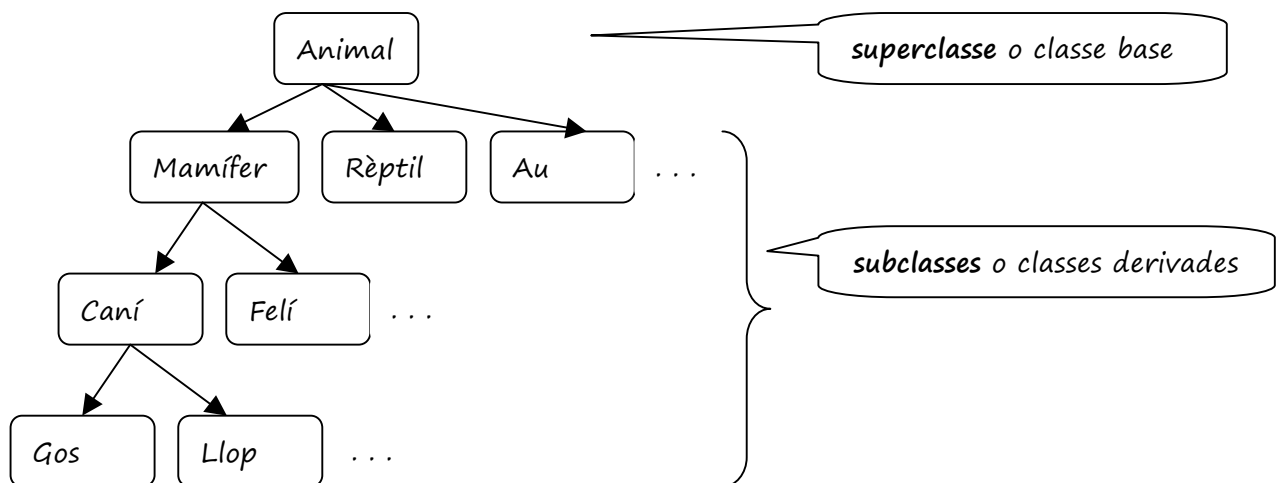 Animal
superclasse o classe base
Mamífer
Rèptil
Au
. . .
subclasses o classes derivades
Caní
Felí
. . .
Gos
Llop
. . .